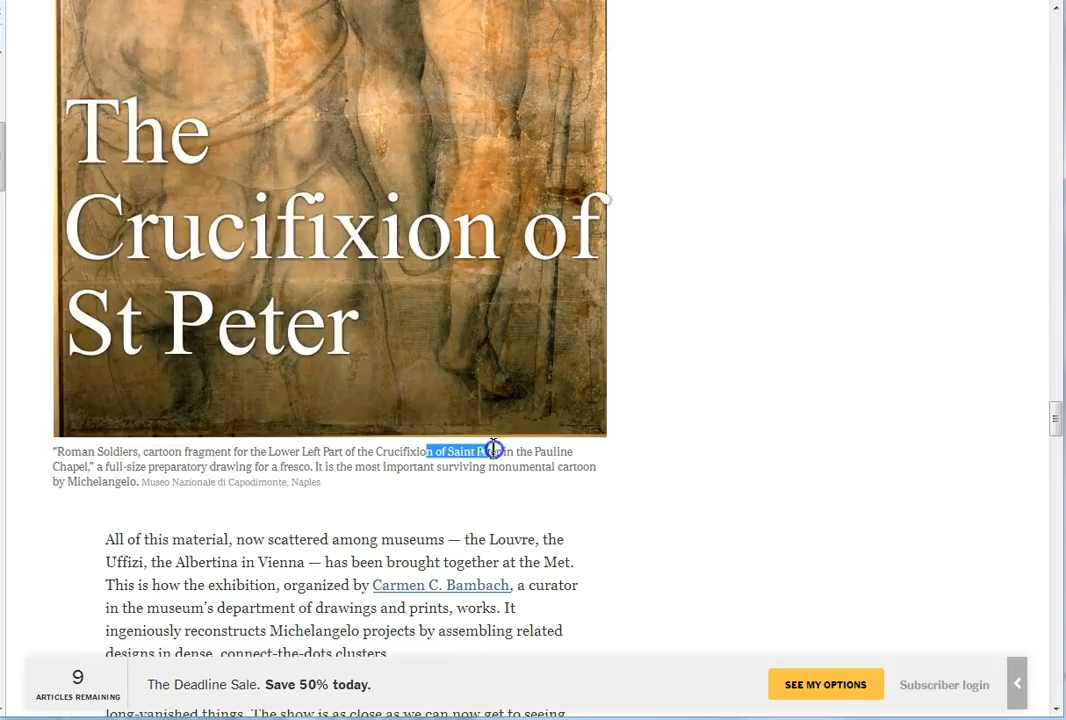 The
Crucifixion of
St Peter
“Roman Soldiers, cartoon fragment for the Lower Left Part of the Crucifixion of Saint Peter in the Pauline
Chapel,” a full-size preparatory drawing for a fresco. It is the most important surviving monumental cartoon
by Michelangelo. Museo Nazionale di Capodimonte, Naples
All of this material, now scattered among museums — the Louvre, the
Uffizi, the Albertina in Vienna — has been brought together at the Met.
This is how the exhibition, organized by Carmen C. Bambach, a curator
in the museum’s department of drawings and prints, works. It
ingeniously reconstructs Michelangelo projects by assembling related
designs in dense, connect-the-dots clusters.
9
ARTICLES REMAINING
The Deadline Sale. Save 50% today.
SEE MY OPTIONS
Subscriber login
long-vanished things. The show is as close as we can now get to seeing